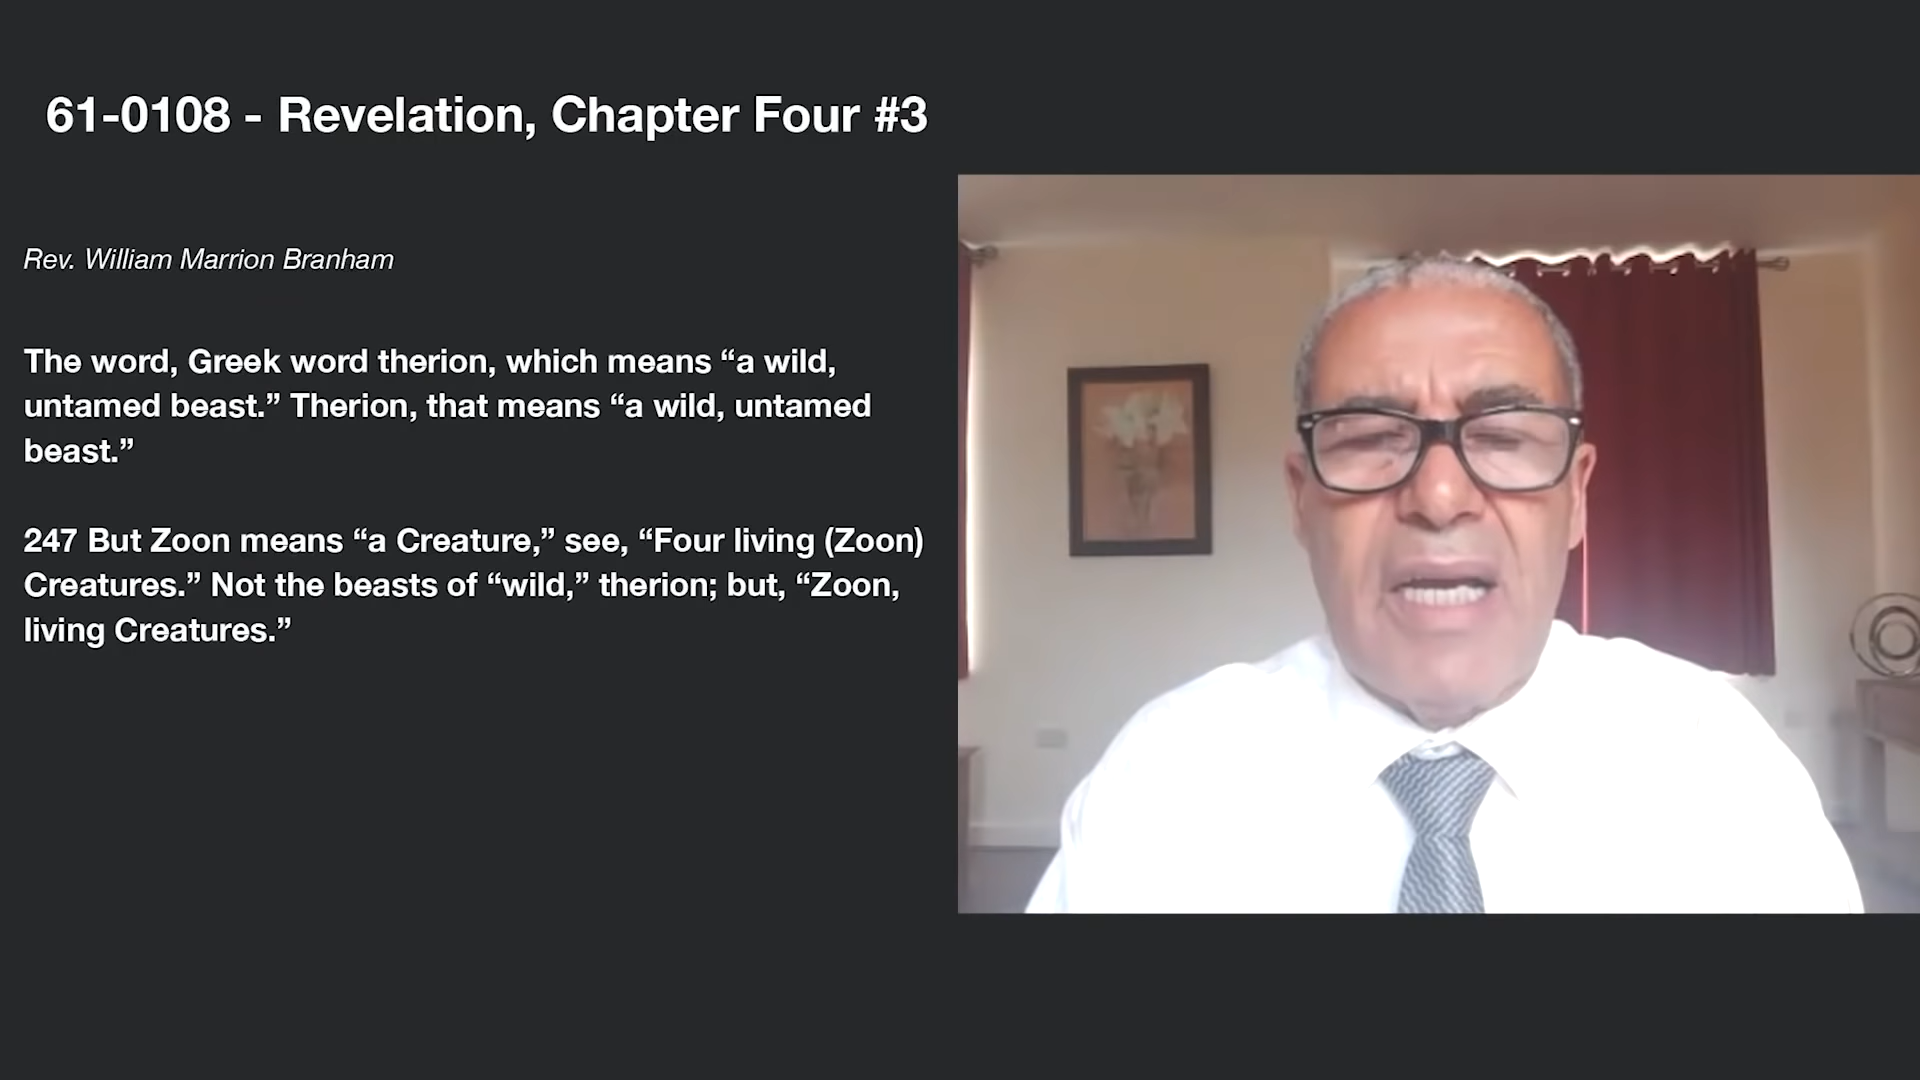 61-0108 - Revelation, Chapter Four #3
Rev. William Marrion Branham
The word, Greek word therion, which means “a wild,
untamed beast.” Therion, that means “a wild, untamed
beast.”
247 But Zoon means “a Creature,” see, “Four living (Zoon)
Creatures.” Not the beasts of “wild,” therion; but, “Zoon,
living Creatures.”